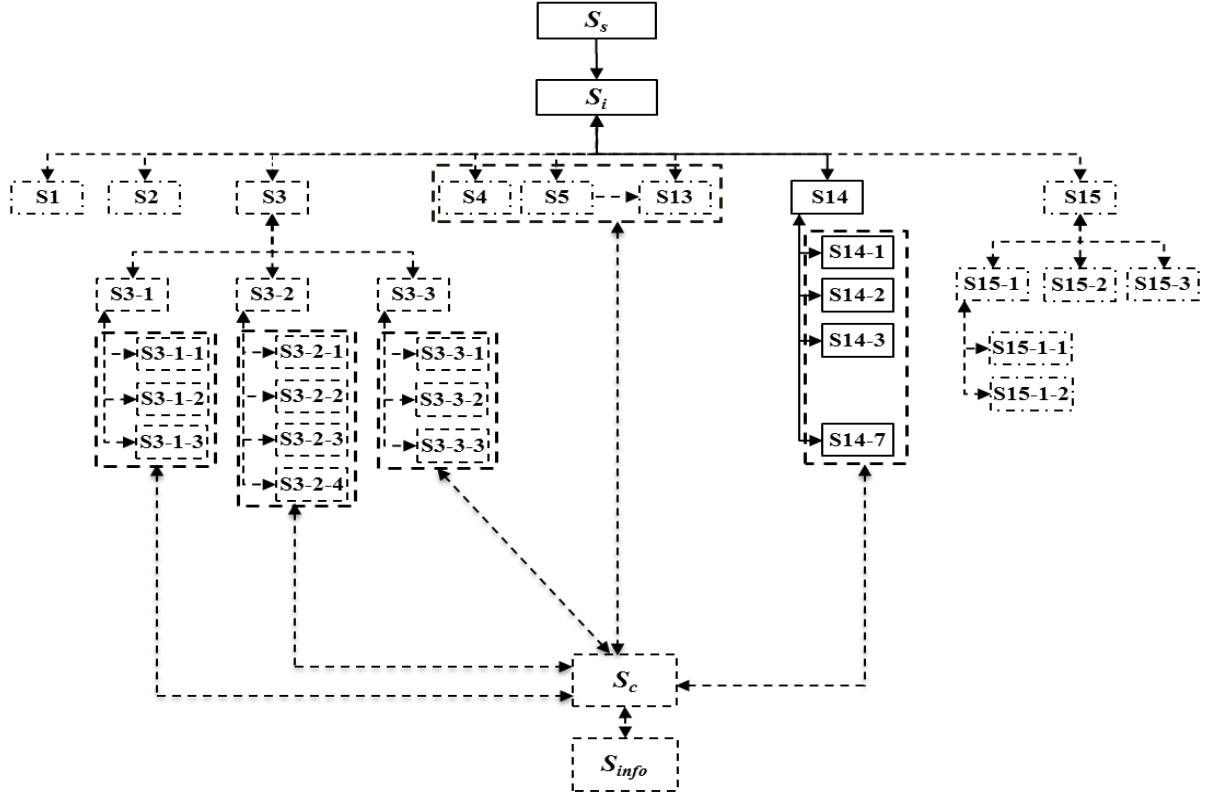 Ss
Si
S1 S2 S3 S4 S5 S13 S14 S15
S14-1
S14-2
S14-3
S14-7
S15-1 S15-2 S15-3
S15-1-1
S15-1-2
S3-1 S3-2 S3-3
S3-1-1
S3-1-2
S3-1-3
S3-2-1
S3-2-2
S3-2-3
S3-2-4
S3-3-1
S3-3-2
S3-3-3
Sc
Sinfo